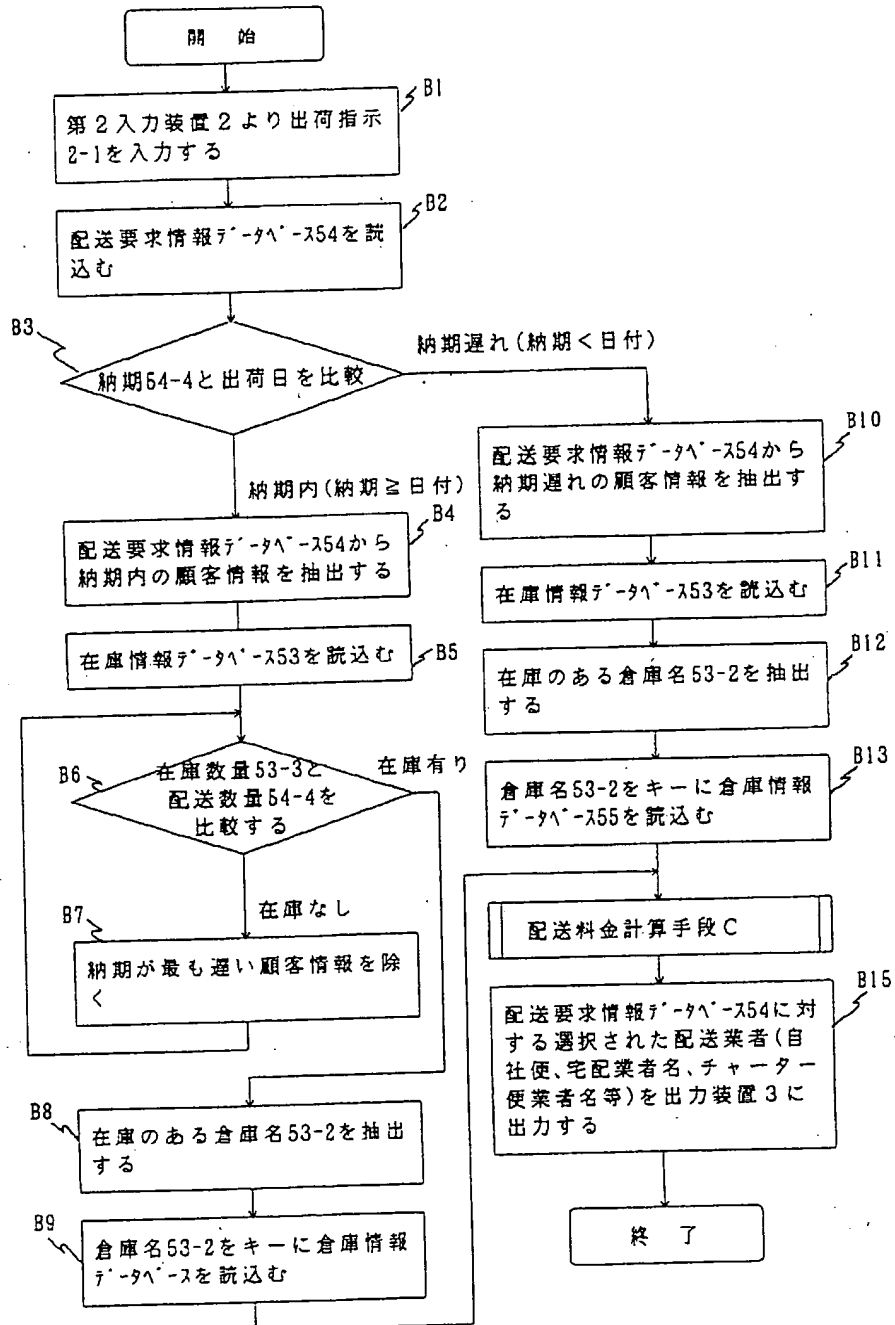 開 始
B1
第2入力装置2より出荷指示
2-1を入力する
B2
配送要求情報データベース54を読
込む
B3
納期54-4と出荷日を比較
納期遅れ(納期<日付)
納期内(納期≧日付)
B4
配送要求情報データベース54から
納期内の顧客情報を抽出する
在庫情報データベース53を読込む
B5
B6
在庫数量53-3と
配送数量54-4を
比較する
在庫有り
在庫なし
B7
納期が最も遅い顧客情報を除
く
B8
在庫のある倉庫名53-2を抽出
する
B9
倉庫名53-2をキーに倉庫情報
データベースを読込む
B10
配送要求情報データベース54から
納期遅れの顧客情報を抽出す
る
B11
在庫情報データベース53を読込む
B12
在庫のある倉庫名53-2を抽出
する
B13
倉庫名53-2をキーに倉庫情報
データベース55を読込む
配送料金計算手段C
B15
配送要求情報データベース54に対
する選択された配送業者(自
社便、宅配業者名、チャーター
便業者名等)を出力装置3に
出力する
終 了